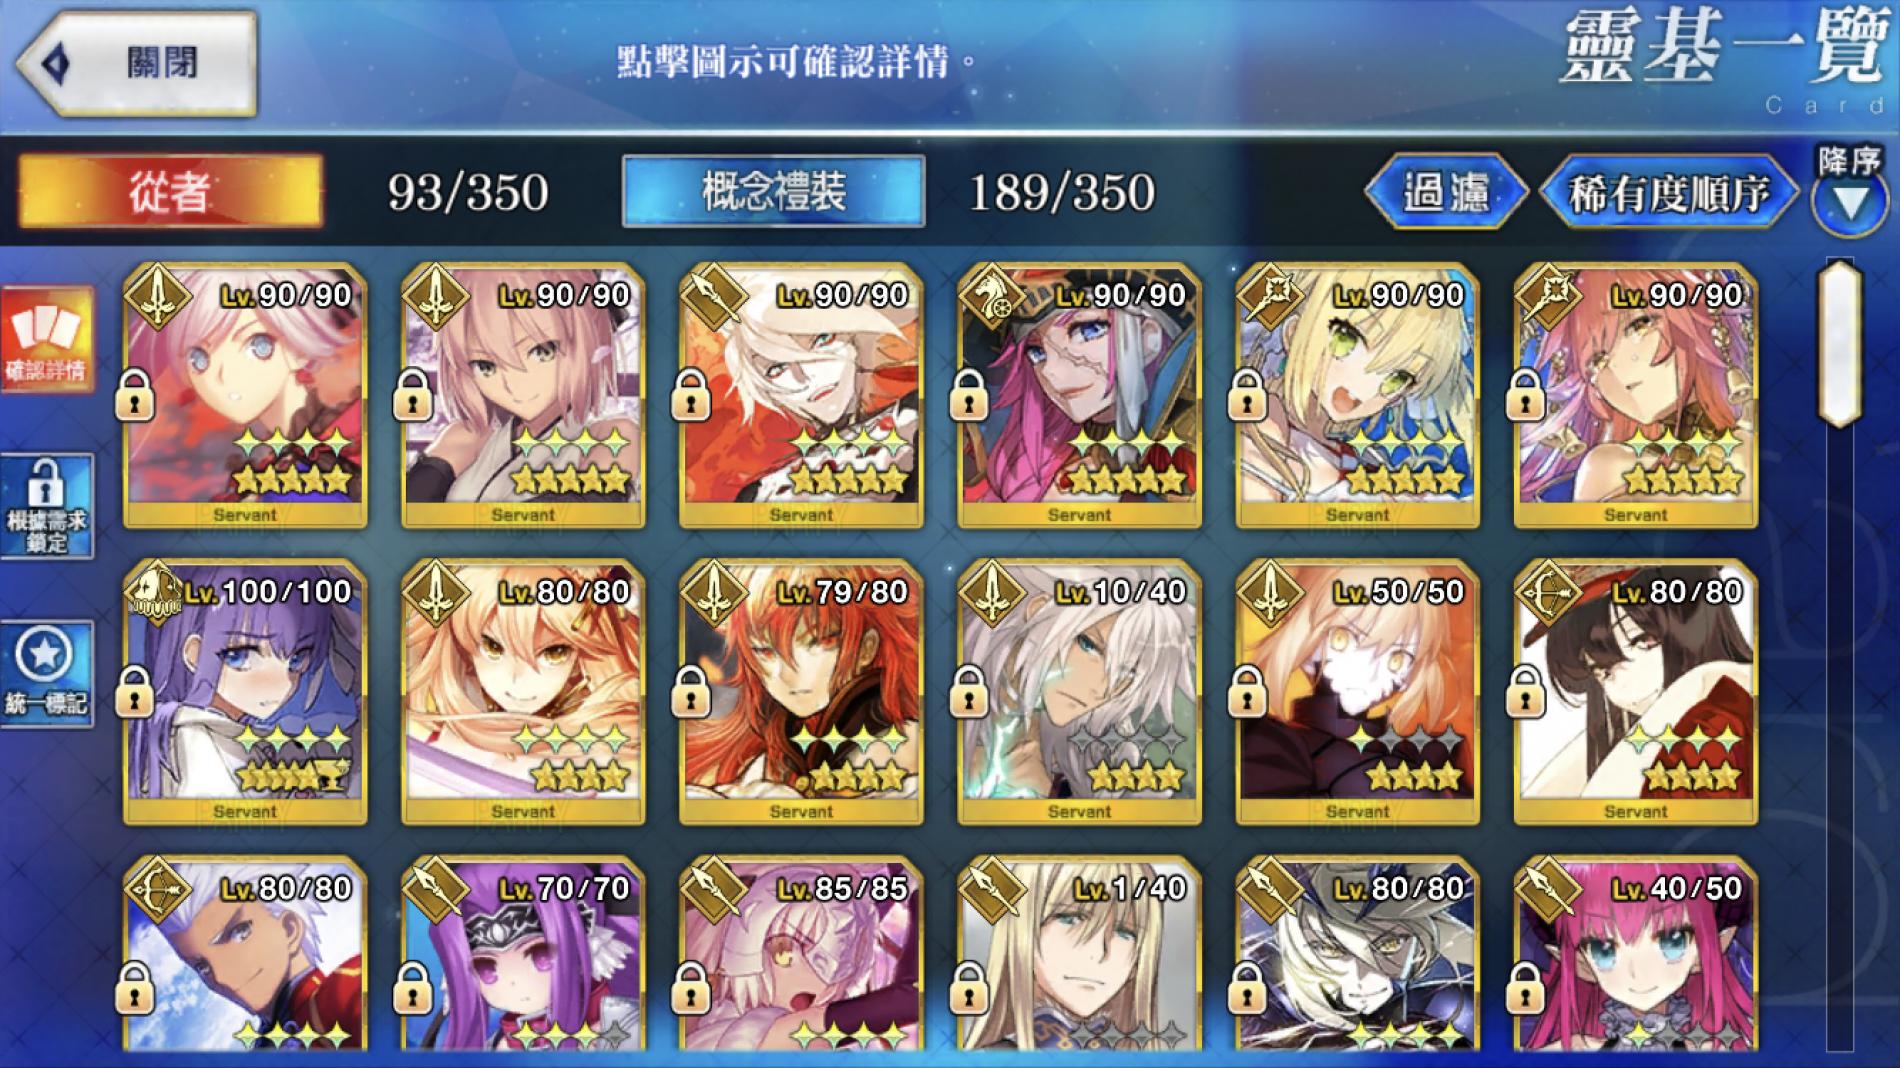 關閉
點擊圖示可確認詳情。
靈基一覽
Card
從者
93/350
概念禮裝
189/350
過濾
稀有度順序
降序
確認詳情
根據需求
鎖定
統一標記
Lv.90/90
Servant
Lv.90/90
Servant
Lv.90/90
Servant
Lv.90/90
Servant
Lv.90/90
Servant
Lv.90/90
Servant
Lv.100/100
Servant
Lv.80/80
Servant
Lv.79/80
Servant
Lv.10/40
Servant
Lv.50/50
Servant
Lv.80/80
Servant
Lv.80/80
Lv.70/70
Lv.85/85
Lv.1/40
Lv.80/80
Lv.40/50